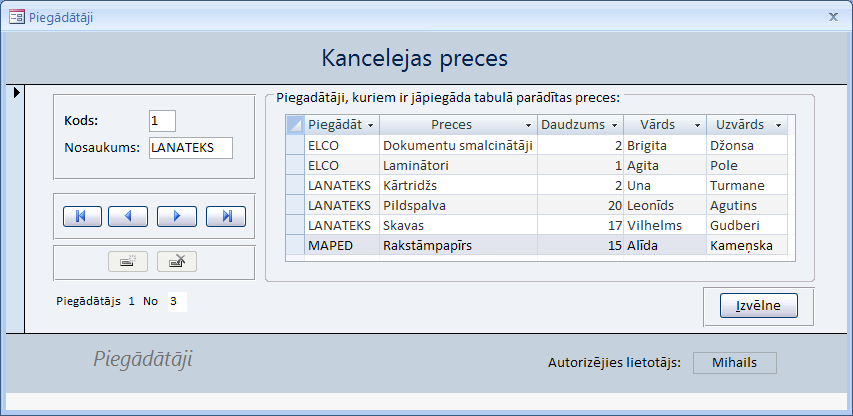 Piegādātāji
Kancelejas preces
Kods: 1
Nosaukums: LANATEKS
Piegādātājs 1 No 3
Piegadātāji, kuriem ir jāpiegāda tabulā parādītas preces:
Piegādāt Preces Daudzums Vārds Uzvārds
ELCO Dokumentu smalcinātāji 2 Brigita Džonsa
ELCO Laminātori 1 Agita Pole
LANATEKS Kārtridžs 2 Una Turmane
LANATEKS Pildspalva 20 Leonīds Agutins
LANATEKS Skavas 17 Vilhelms Gudberi
MAPED Rakstāmpapīrs 15 Alīda Kameņska
Izvēlne
Piegādātāji
Autorizējies lietotājs: Mihails